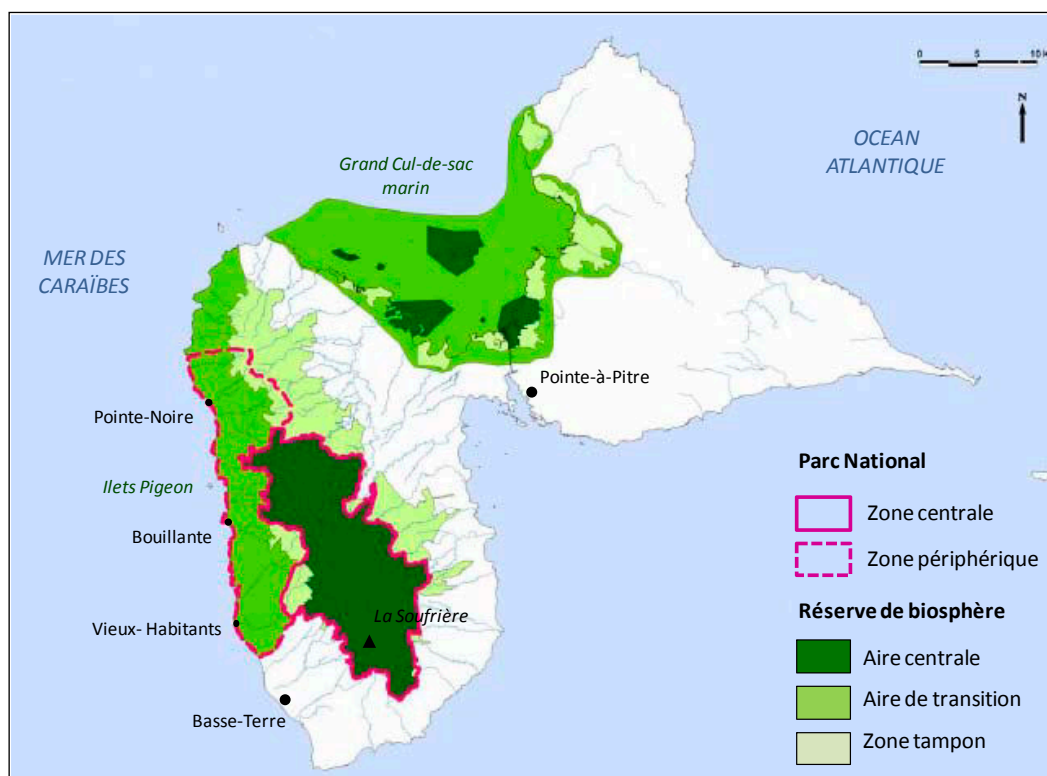 0 5 10
N
OCEAN
ATLANTIQUE
Grand Cul-de-sac
marin
MER DES
CARAÏBES
Pointe-à-Pitre
Pointe-Noire
Ilets Pigeon
Bouillante
La Soufrière
Vieux- Habitants
Basse-Terre
Parc National
Zone centrale
Zone périphérique
Réserve de biosphère
Aire centrale
Aire de transition
Zone tampon